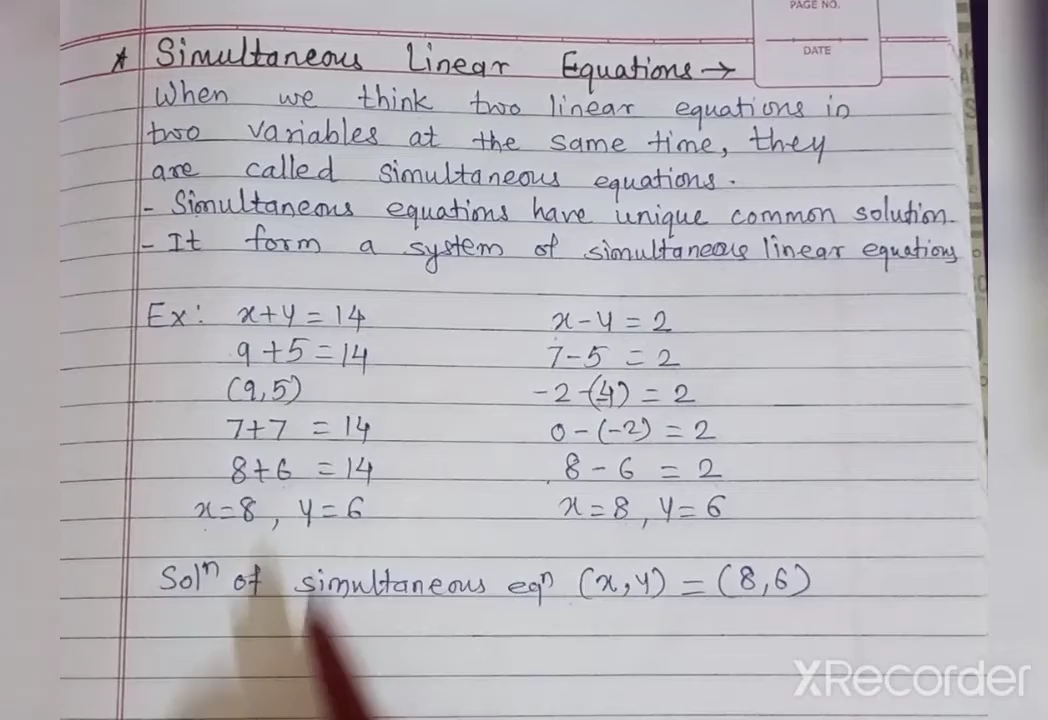 PAGE NO.
DATE
* Simultaneous Linear Equations →
When we think two linear equations in
two variables at the same time, they
are called simultaneous equations.
- Simultaneous equations have unique common solution.
- It form a system of simultaneous linear equations
Ex: x+y = 14 x-y = 2
9+5 = 14 7-5 = 2
(9,5) -2-(4) = 2
7+7 = 14 0-(-2) = 2
8+6 = 14 8-6 = 2
x=8, y=6 x=8, y=6
Solⁿ of simultaneous eqⁿ (x,y) = (8,6)
XRecorder